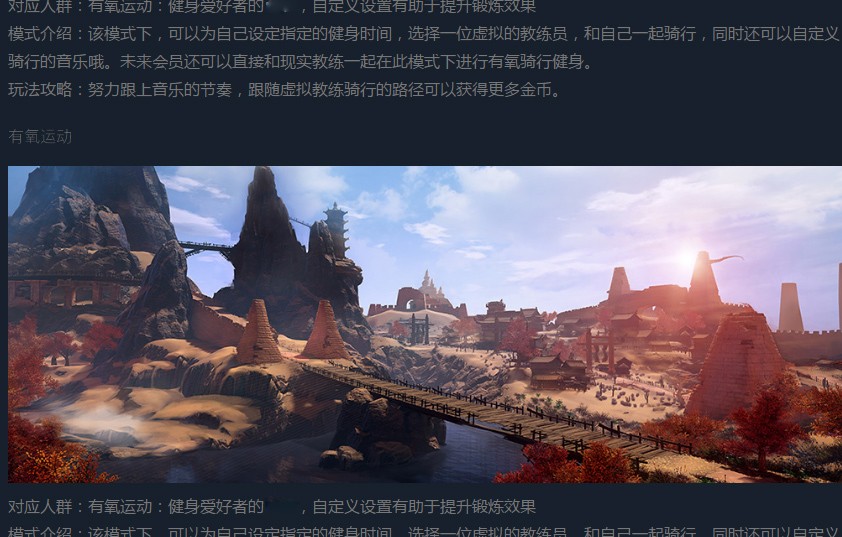 对应人群：有氧运动：健身爱好者的 ，自定义设置有助于提升锻炼效果
模式介绍：该模式下，可以为自己设定指定的健身时间，选择一位虚拟的教练员，和自己一起骑行，同时还可以自定义
骑行的音乐哦。未来会员还可以直接和现实教练一起在此模式下进行有氧骑行健身。
玩法攻略：努力跟上音乐的节奏，跟随虚拟教练骑行的路径可以获得更多金币。
有氧运动
对应人群：有氧运动：健身爱好者的 ，自定义设置有助于提升锻炼效果
模式介绍：该模式下，可以为自己设定指定的健身时间，选择一位虚拟的教练员，和自己一起骑行，同时还可以自定义